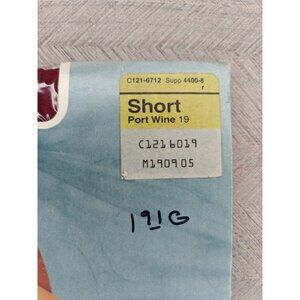 C121-6712 Supp 4400-8
r
Short
Port Wine 19
C1216019
M190905
191G